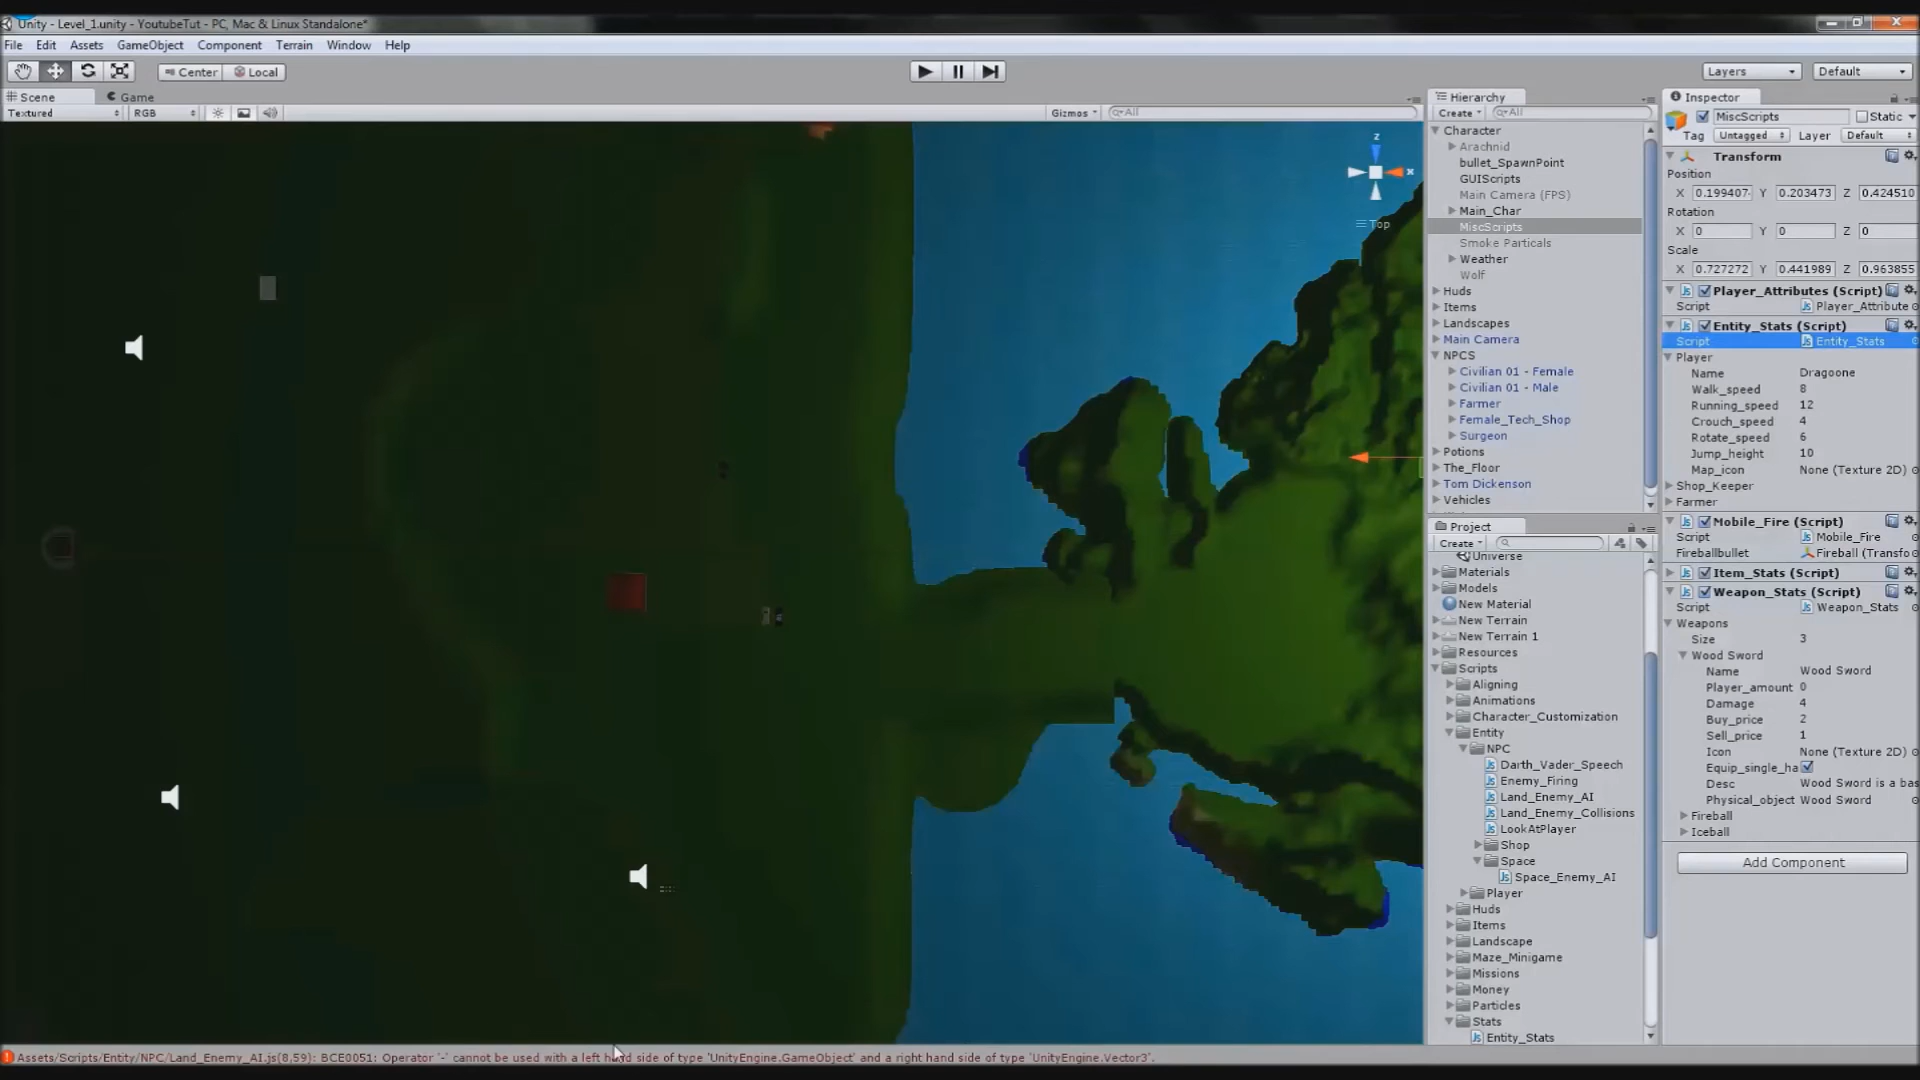 Unity - Level_1.unity - YoutubeTut - PC, Mac & Linux Standalone*
File Edit Assets GameObject Component Terrain Window Help
Center Local Layers Default
Scene Game
Textured RGB Gizmos All
z
x
Top
Hierarchy
Create All
Character
Arachnid
bullet_SpawnPoint
GUIScripts
Main Camera (FPS)
Main_Char
MiscScripts
Smoke Particals
Weather
Wolf
Huds
Items
Landscapes
Main Camera
NPCS
Civilian 01 - Female
Civilian 01 - Male
Farmer
Female_Tech_Shop
Surgeon
Potions
The_Floor
Tom Dickenson
Vehicles
Project
Create
Universe
Materials
Models
New Material
New Terrain
New Terrain 1
Resources
Scripts
Aligning
Animations
Character_Customization
Entity
NPC
Darth_Vader_Speech
Enemy_Firing
Land_Enemy_AI
Land_Enemy_Collisions
LookAtPlayer
Shop
Space
Space_Enemy_AI
Player
Huds
Items
Landscape
Maze_Minigame
Missions
Money
Particles
Stats
Entity_Stats
Inspector
MiscScripts Static
Tag Untagged Layer Default
Transform
Position
X 0.199407 Y 0.203473 Z 0.424510
Rotation
X 0 Y 0 Z 0
Scale
X 0.727272 Y 0.441989 Z 0.963855
Player_Attributes (Script)
Script Player_Attribute
Entity_Stats (Script)
Script Entity_Stats
Player
Name Dragoone
Walk_speed 8
Running_speed 12
Crouch_speed 4
Rotate_speed 6
Jump_height 10
Map_icon None (Texture 2D)
Shop_Keeper
Farmer
Mobile_Fire (Script)
Script Mobile_Fire
Fireballbullet Fireball (Transfo
Item_Stats (Script)
Weapon_Stats (Script)
Script Weapon_Stats
Weapons
Size 3
Wood Sword
Name Wood Sword
Player_amount 0
Damage 4
Buy_price 2
Sell_price 1
Icon None (Texture 2D)
Equip_single_ha
Desc Wood Sword is a bas
Physical_object Wood Sword
Fireball
Iceball
Add Component
Assets/Scripts/Entity/NPC/Land_Enemy_AI.js(8,59): BCE0051: Operator '-' cannot be used with a left hand side of type 'UnityEngine.GameObject' and a right hand side of type 'UnityEngine.Vector3'.